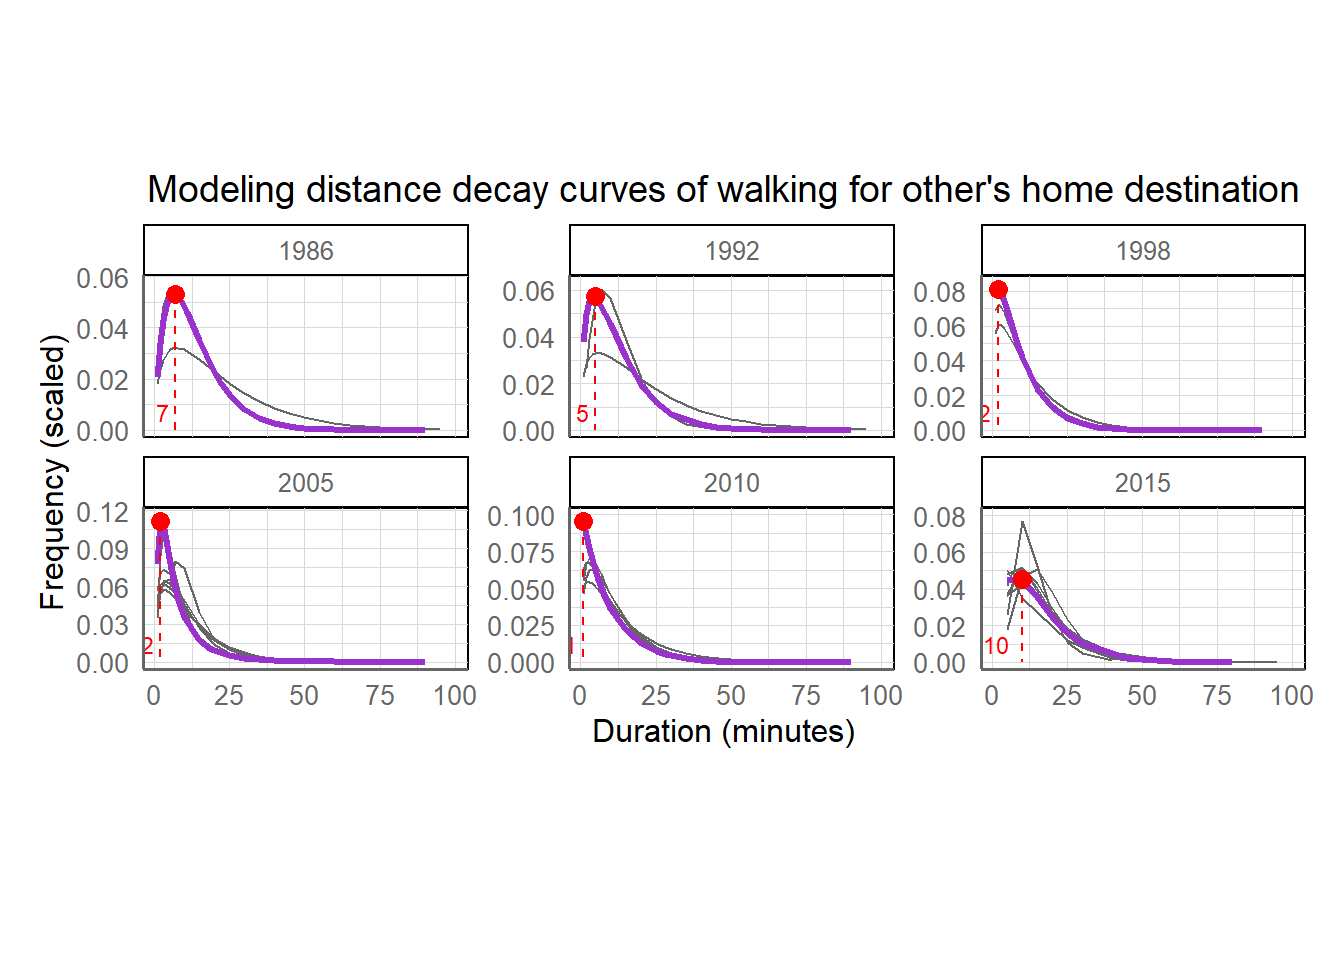 Modeling distance decay curves of walking for other's home destination
1986 1992 1998
0.06 0.04 0.02 0.00 7
0.06 0.04 0.02 0.00 5
0.08 0.06 0.04 0.02 0.00 2
Frequency (scaled)
2005 2010 2015
0.12 0.09 0.06 0.03 0.00 2
0.100 0.075 0.050 0.025 0.000
0.08 0.06 0.04 0.02 0.00 10
0 25 50 75 100 0 25 50 75 100 0 25 50 75 100
Duration (minutes)